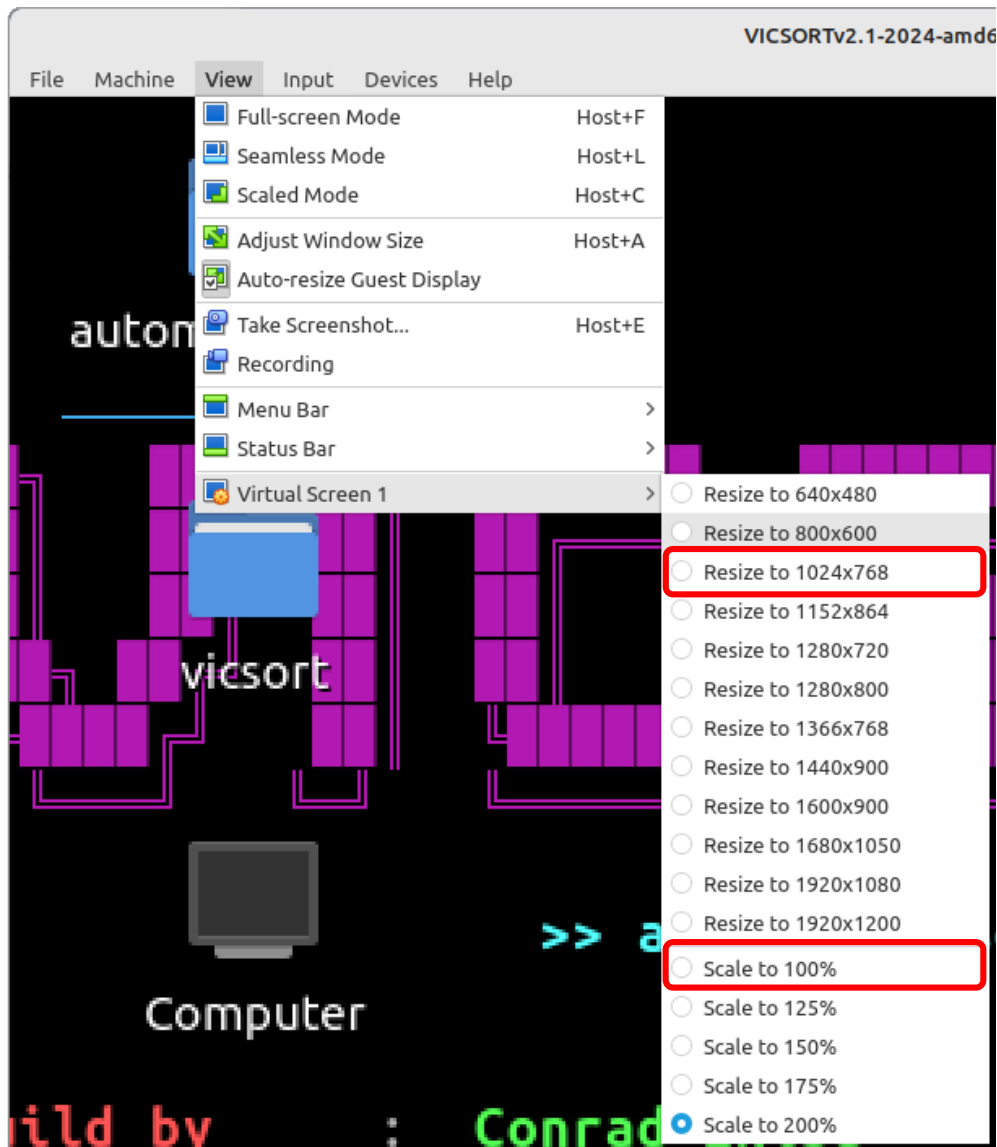 VICSORTv2.1-2024-amd6
File Machine View Input Devices Help
Full-screen Mode Host+F
Seamless Mode Host+L
Scaled Mode Host+C
Adjust Window Size Host+A
Auto-resize Guest Display
Take Screenshot... Host+E
Recording
Menu Bar
Status Bar
Virtual Screen 1
Resize to 640x480
Resize to 800x600
Resize to 1024x768
Resize to 1152x864
Resize to 1280x720
Resize to 1280x800
Resize to 1366x768
Resize to 1440x900
Resize to 1600x900
Resize to 1680x1050
Resize to 1920x1080
Resize to 1920x1200
Scale to 100%
Scale to 125%
Scale to 150%
Scale to 175%
Scale to 200%
autom
vicsort
Computer
>> a
uild by : Conrad